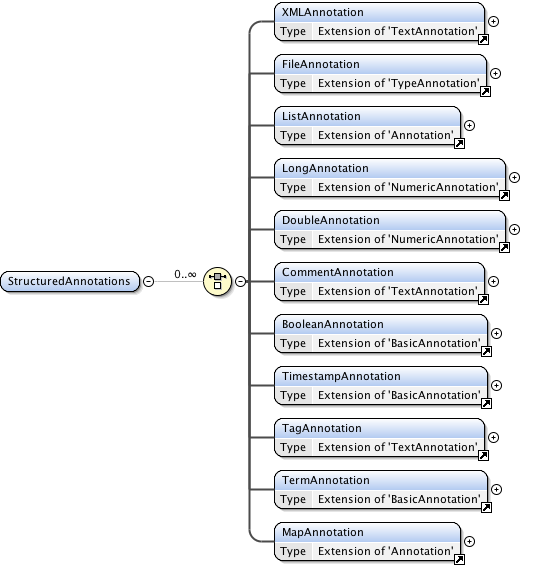 XMLAnnotation
Type Extension of 'TextAnnotation'
FileAnnotation
Type Extension of 'TypeAnnotation'
ListAnnotation
Type Extension of 'Annotation'
LongAnnotation
Type Extension of 'NumericAnnotation'
DoubleAnnotation
Type Extension of 'NumericAnnotation'
StructuredAnnotations
0..∞
CommentAnnotation
Type Extension of 'TextAnnotation'
BooleanAnnotation
Type Extension of 'BasicAnnotation'
TimestampAnnotation
Type Extension of 'BasicAnnotation'
TagAnnotation
Type Extension of 'TextAnnotation'
TermAnnotation
Type Extension of 'BasicAnnotation'
MapAnnotation
Type Extension of 'Annotation'